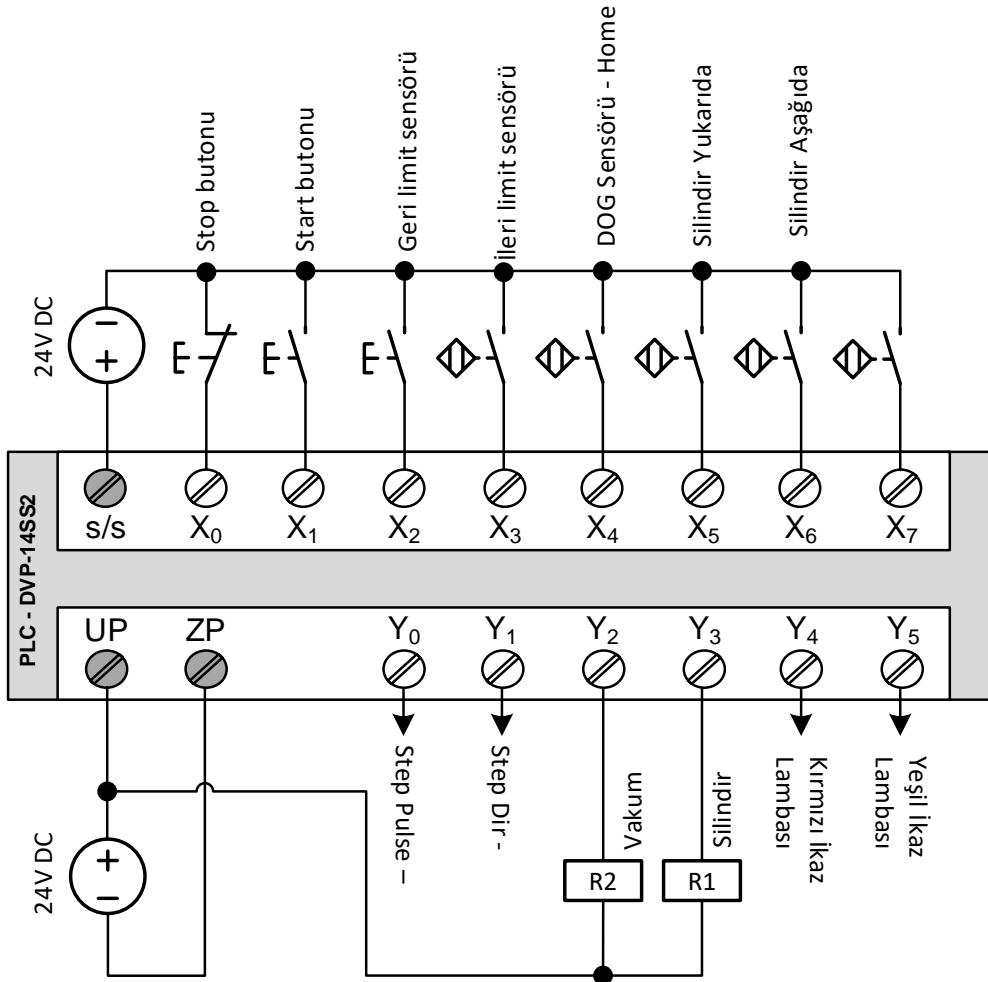 Stop butonu
Start butonu
Geri limit sensörü
İleri limit sensörü
DOG Sensörü - Home
Silindir Yukarıda
Silindir Aşağıda
24V DC
PLC - DVP-14SS2
s/s
X0
X1
X2
X3
X4
X5
X6
X7
UP
ZP
Y0
Y1
Y2
Y3
Y4
Y5
Step Pulse –
Step Dir -
Vakum
Silindir
Kırmızı İkaz
Lambası
Yeşil İkaz
Lambası
24V DC
R2
R1